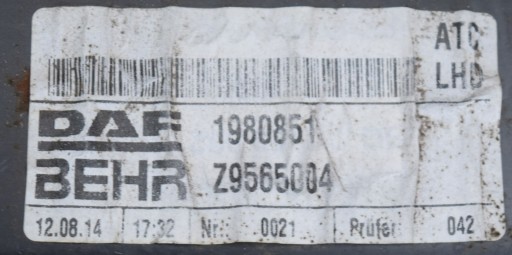 ATC
LHD
DAF 1980851
BEHR Z9565004
12.08.14 17:32 Nr. 0021 Prüfer 042